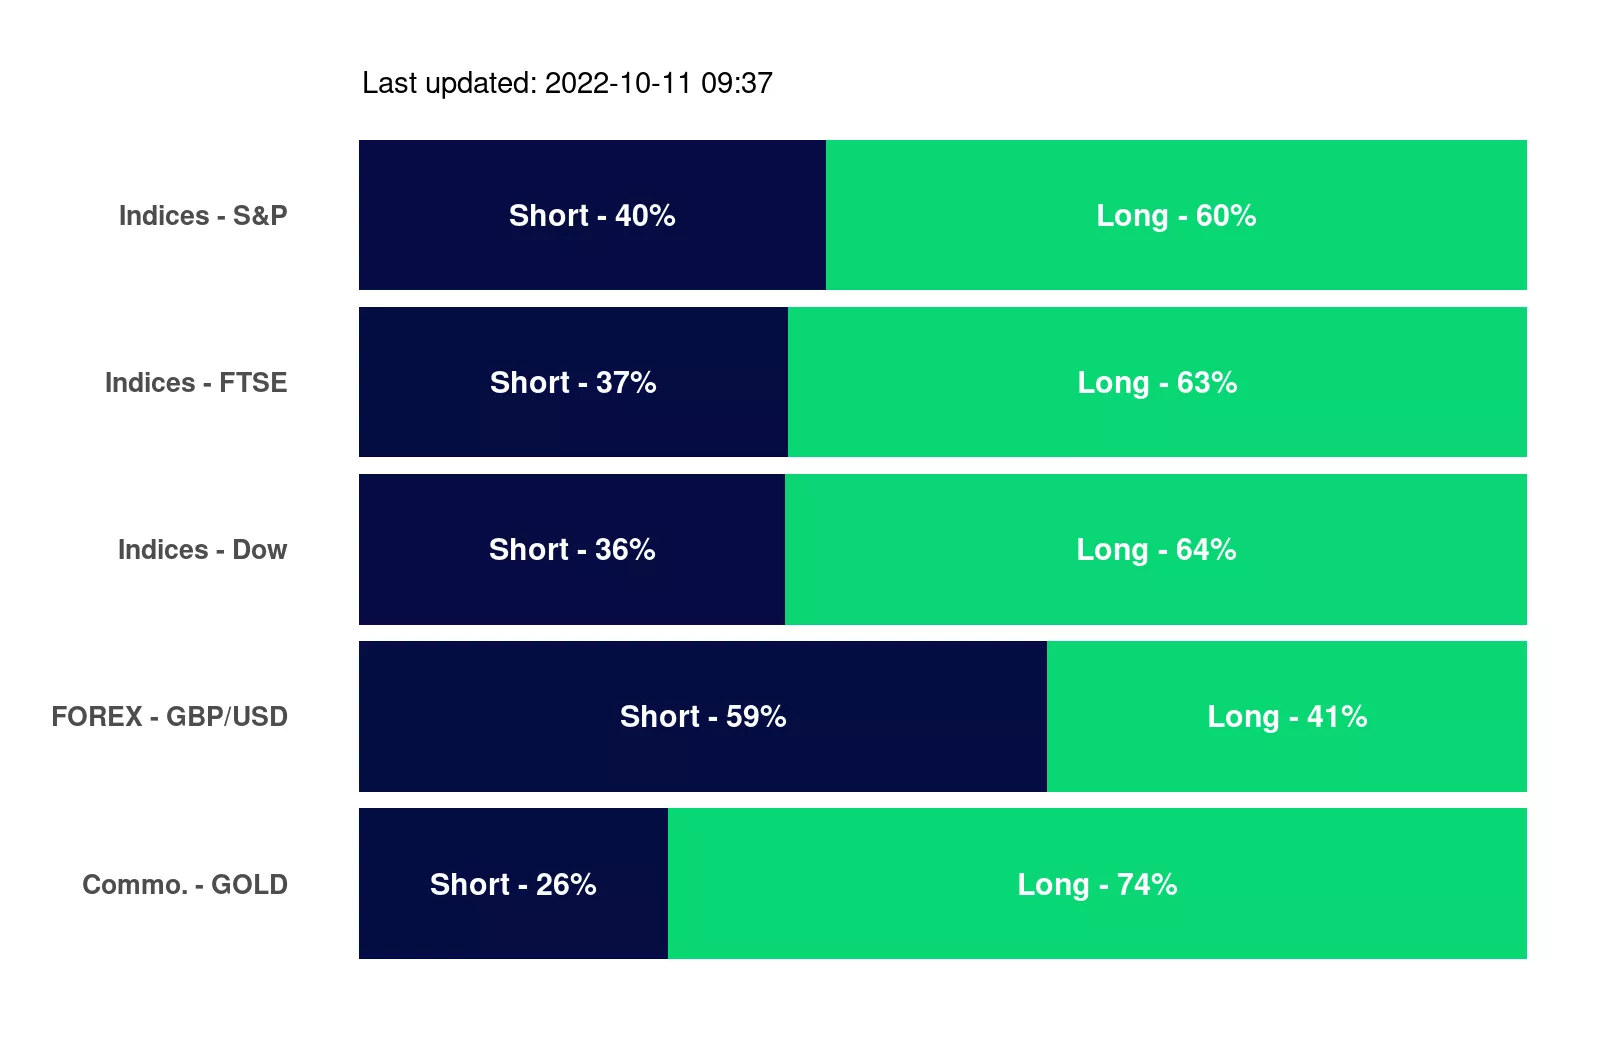 Last updated: 2022-10-11 09:37
Indices - S&P Short - 40% Long - 60%
Indices - FTSE Short - 37% Long - 63%
Indices - Dow Short - 36% Long - 64%
FOREX - GBP/USD Short - 59% Long - 41%
Commo. - GOLD Short - 26% Long - 74%